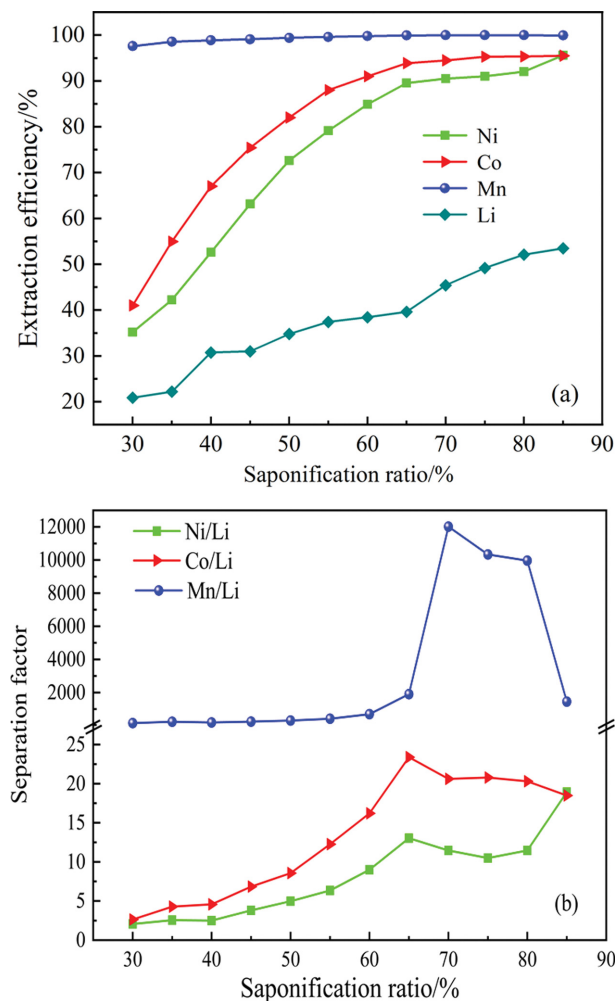 100
90
80
70
60
50
40
30
20
Extraction efficiency/%
Ni
Co
Mn
Li
(a)
30 40 50 60 70 80 90
Saponification ratio/%
12000
10000
8000
6000
4000
2000
25
20
15
10
5
0
Separation factor
Ni/Li
Co/Li
Mn/Li
(b)
30 40 50 60 70 80 90
Saponification ratio/%